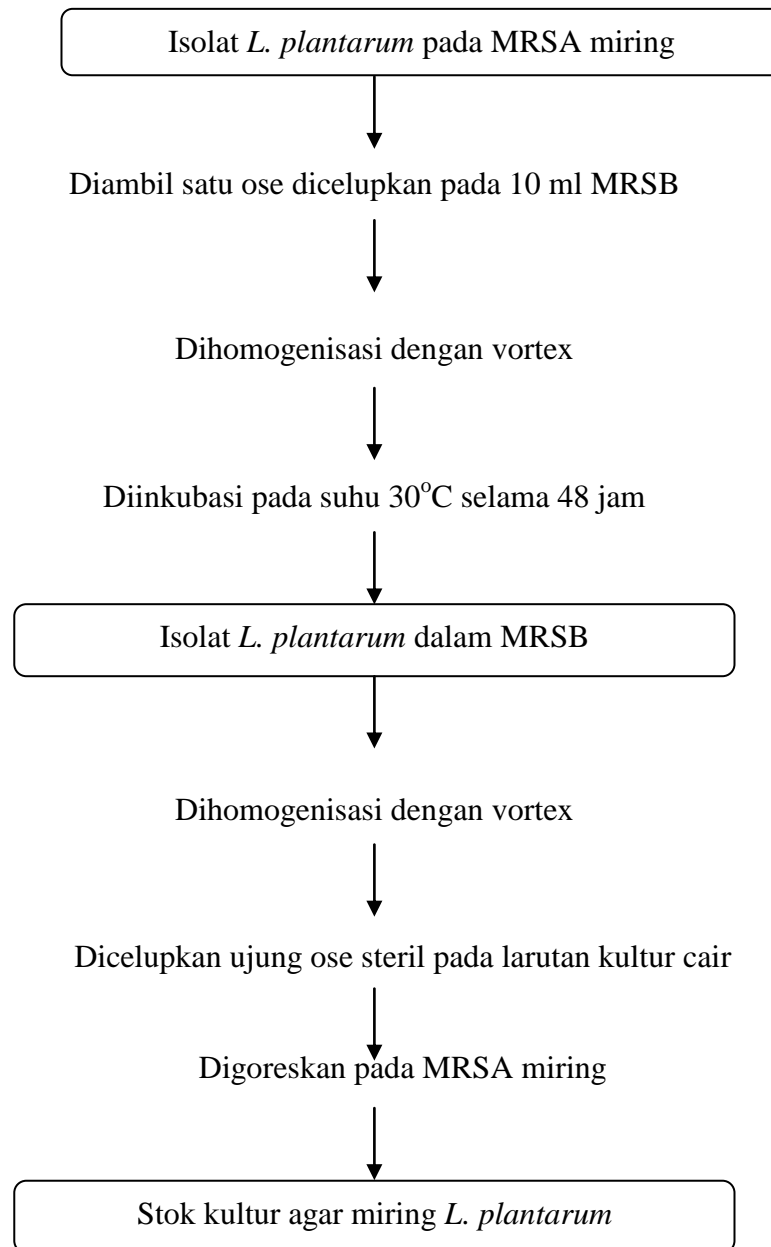 Isolat L. plantarum pada MRSA miring
Diambil satu ose dicelupkan pada 10 ml MRSB
Dihomogenisasi dengan vortex
Diinkubasi pada suhu 30°C selama 48 jam
Isolat L. plantarum dalam MRSB
Dihomogenisasi dengan vortex
Dicelupkan ujung ose steril pada larutan kultur cair
Digoreskan pada MRSA miring
Stok kultur agar miring L. plantarum